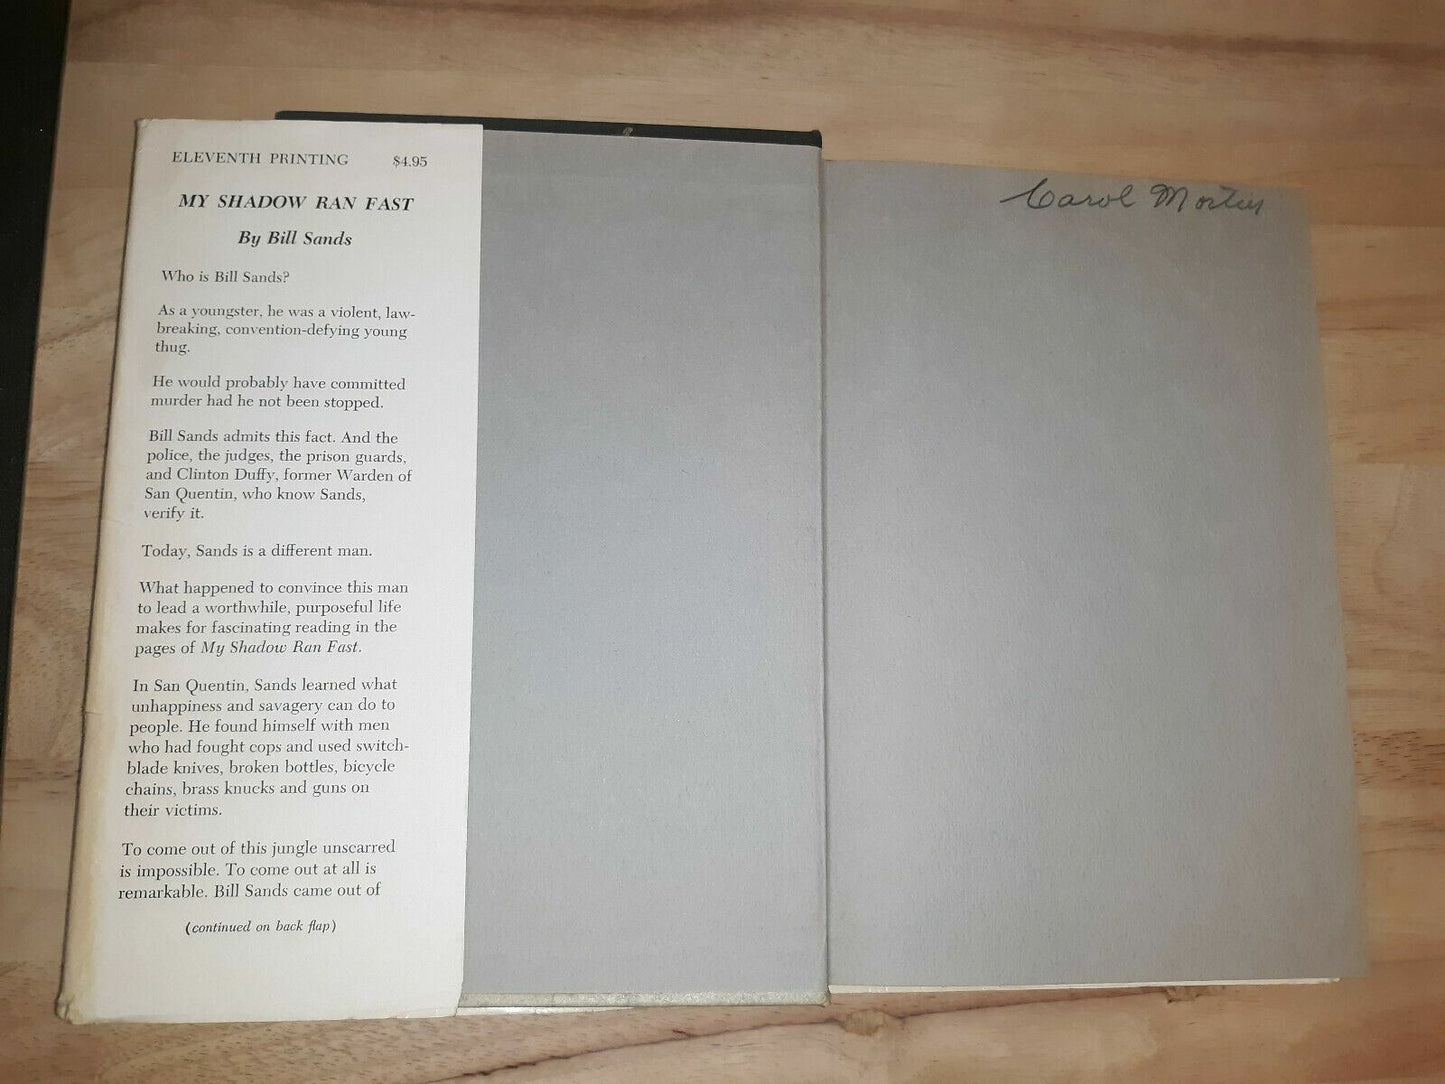 ELEVENTH PRINTING $4.95
MY SHADOW RAN FAST
By Bill Sands
Who is Bill Sands?
As a youngster, he was a violent, law-
breaking, convention-defying young
thug.
He would probably have committed
murder had he not been stopped.
Bill Sands admits this fact. And the
police, the judges, the prison guards,
and Clinton Duffy, former Warden of
San Quentin, who know Sands,
verify it.
Today, Sands is a different man.
What happened to convince this man
to lead a worthwhile, purposeful life
makes for fascinating reading in the
pages of My Shadow Ran Fast.
In San Quentin, Sands learned what
unhappiness and savagery can do to
people. He found himself with men
who had fought cops and used switch-
blade knives, broken bottles, bicycle
chains, brass knucks and guns on
their victims.
To come out of this jungle unscarred
is impossible. To come out at all is
remarkable. Bill Sands came out of
(continued on back flap)
Carol